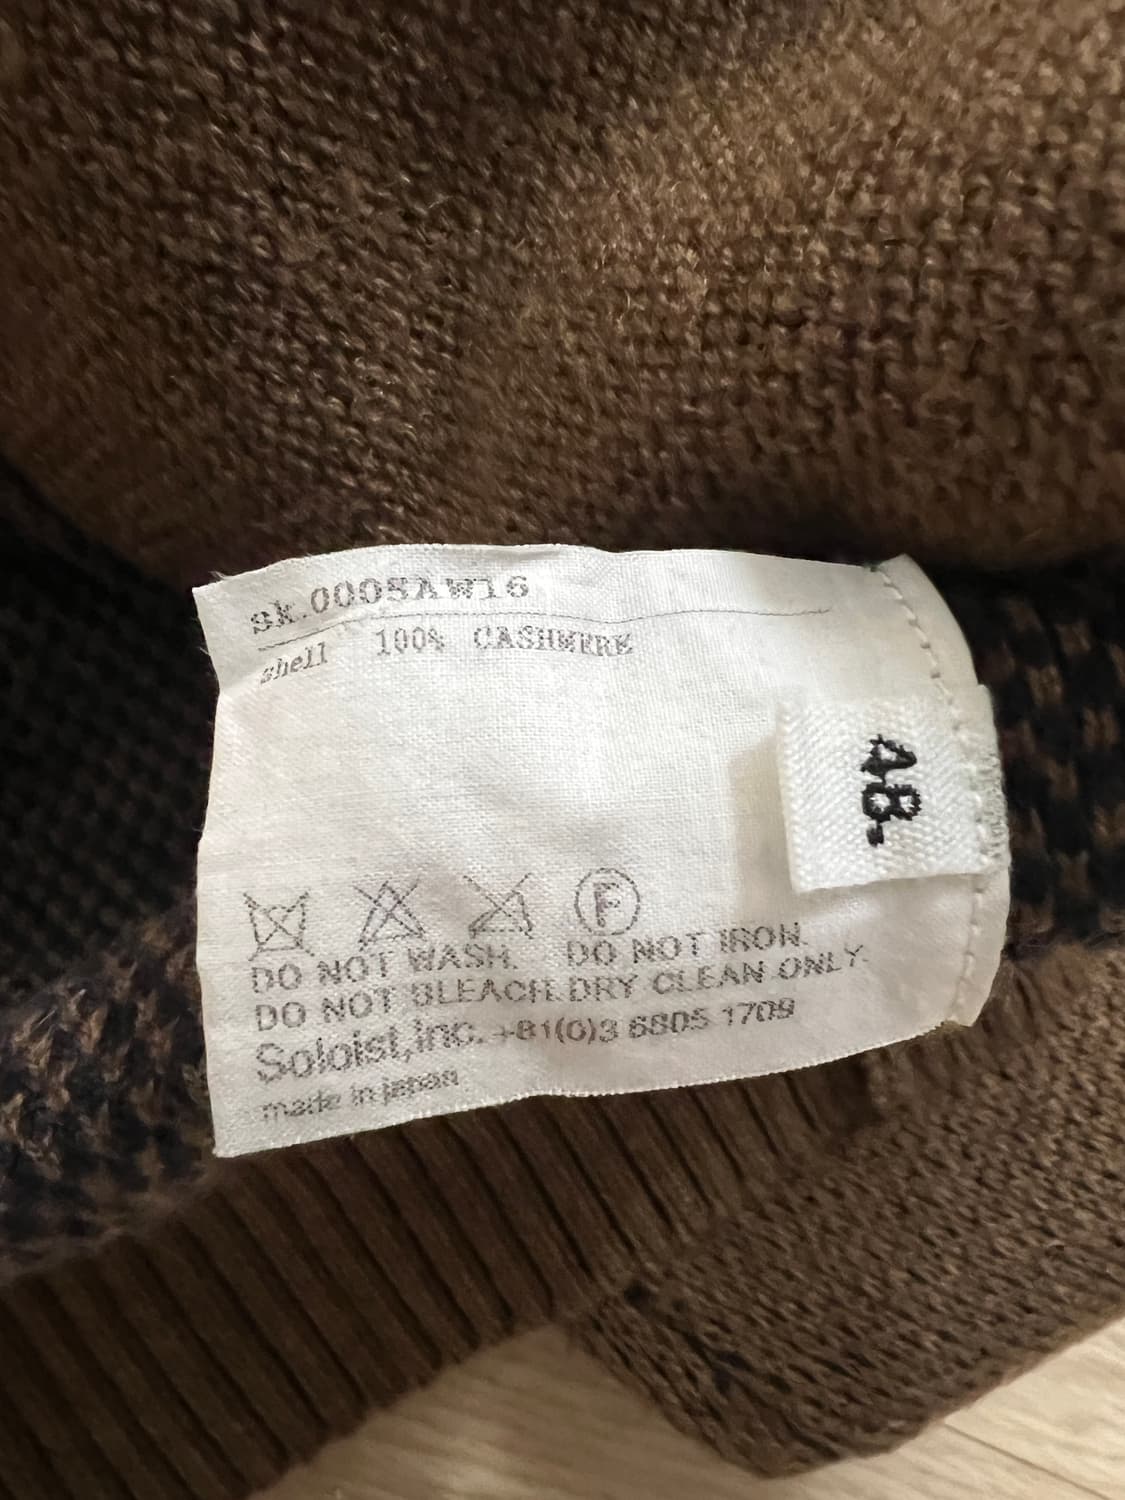 sk.0008AW16
shell 100% CASHMERE
48.
F
DO NOT WASH. DO NOT IRON.
DO NOT BLEACH. DRY CLEAN ONLY.
Soloist,inc. +81(0)3 6805 1709
made in japan